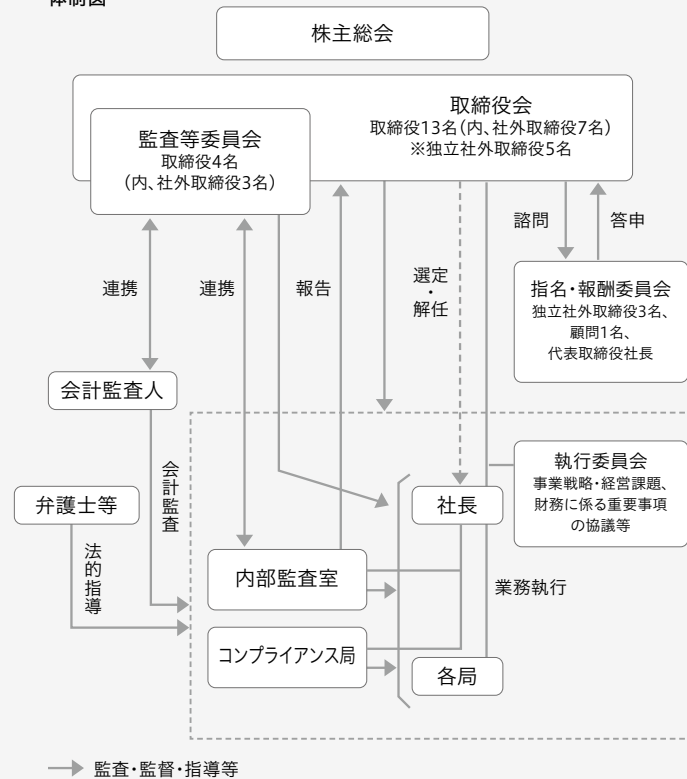 体制図
株主総会
取締役会
取締役13名(内、社外取締役7名)
※独立社外取締役5名
監査等委員会
取締役4名
(内、社外取締役3名)
諮問
答申
連携
連携
報告
選定・解任
指名・報酬委員会
独立社外取締役3名、
顧問1名、
代表取締役社長
会計監査人
会計監査
執行委員会
事業戦略・経営課題、
財務に係る重要事項
の協議等
弁護士等
社長
法的指導
内部監査室
業務執行
コンプライアンス局
各局
監査・監督・指導等